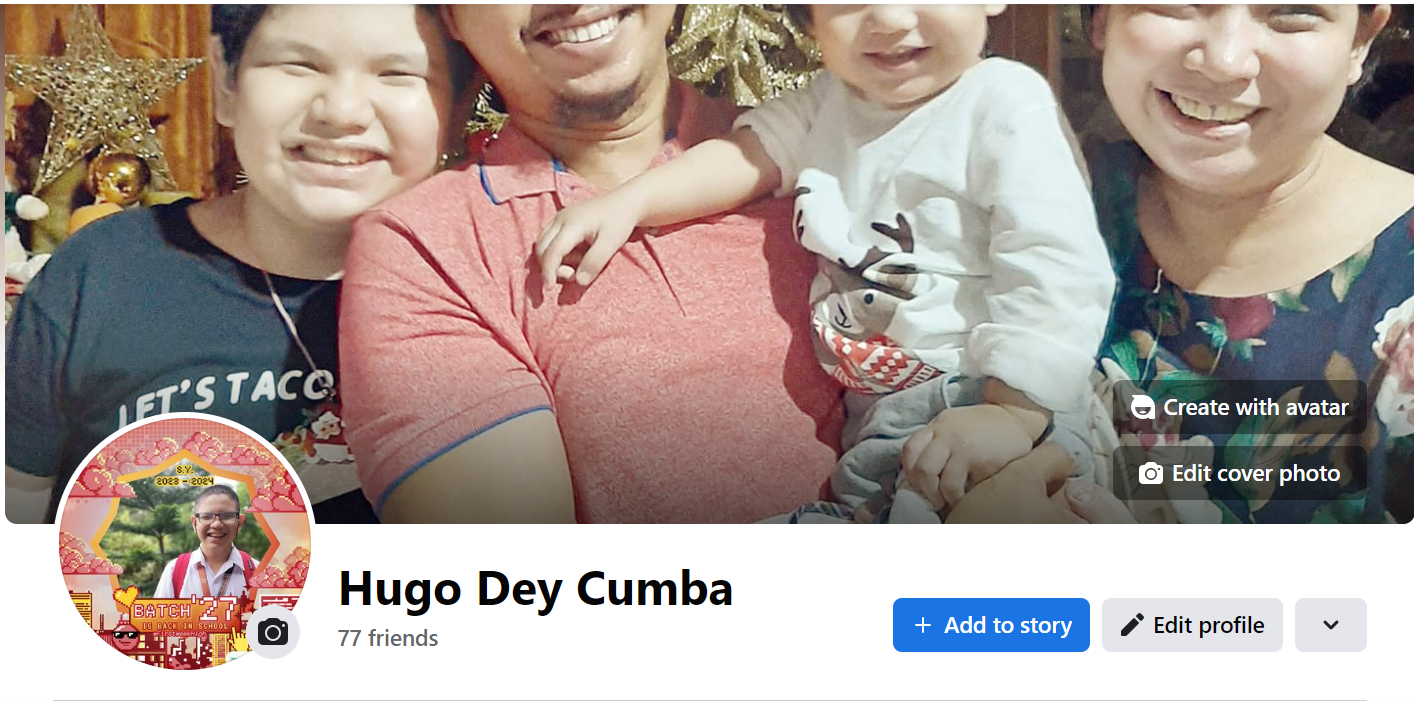 LET'S TACO
Create with avatar
Edit cover photo
S.Y.
2023 - 2024
BATCH '27
IS BACK IN SCHOOL
Hugo Dey Cumba
77 friends
Add to story
Edit profile